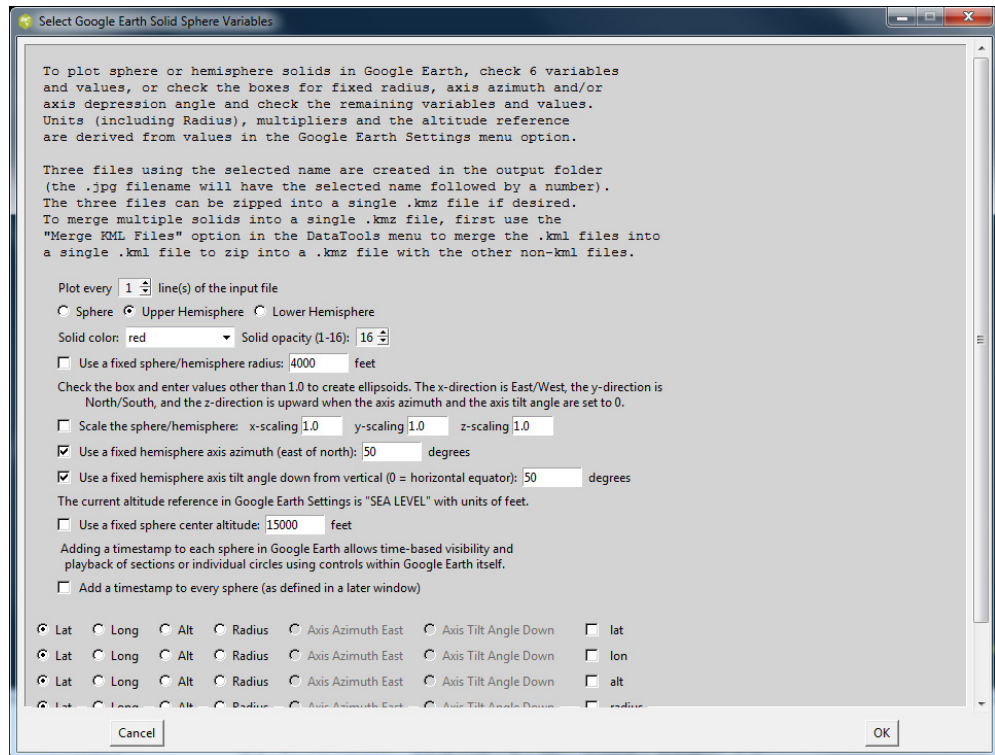 Select Google Earth Solid Sphere Variables
To plot sphere or hemisphere solids in Google Earth, check 6 variables
and values, or check the boxes for fixed radius, axis azimuth and/or
axis depression angle and check the remaining variables and values.
Units (including Radius), multipliers and the altitude reference
are derived from values in the Google Earth Settings menu option.
Three files using the selected name are created in the output folder
(the .jpg filename will have the selected name followed by a number).
The three files can be zipped into a single .kmz file if desired.
To merge multiple solids into a single .kmz file, first use the
"Merge KML Files" option in the DataTools menu to merge the .kml files into
a single .kml file to zip into a .kmz file with the other non-kml files.
Plot every 1 line(s) of the input file
Sphere Upper Hemisphere Lower Hemisphere
Solid color: red Solid opacity (1-16): 16
Use a fixed sphere/hemisphere radius: 4000 feet
Check the box and enter values other than 1.0 to create ellipsoids. The x-direction is East/West, the y-direction is
North/South, and the z-direction is upward when the axis azimuth and the axis tilt angle are set to 0.
Scale the sphere/hemisphere: x-scaling 1.0 y-scaling 1.0 z-scaling 1.0
Use a fixed hemisphere axis azimuth (east of north): 50 degrees
Use a fixed hemisphere axis tilt angle down from vertical (0 = horizontal equator): 50 degrees
The current altitude reference in Google Earth Settings is "SEA LEVEL" with units of feet.
Use a fixed sphere center altitude: 15000 feet
Adding a timestamp to each sphere in Google Earth allows time-based visibility and
playback of sections or individual circles using controls within Google Earth itself.
Add a timestamp to every sphere (as defined in a later window)
Lat Long Alt Radius Axis Azimuth East Axis Tilt Angle Down lat
Lat Long Alt Radius Axis Azimuth East Axis Tilt Angle Down lon
Lat Long Alt Radius Axis Azimuth East Axis Tilt Angle Down alt
Lat Long Alt Radius Axis Azimuth East Axis Tilt Angle Down radius
Cancel OK